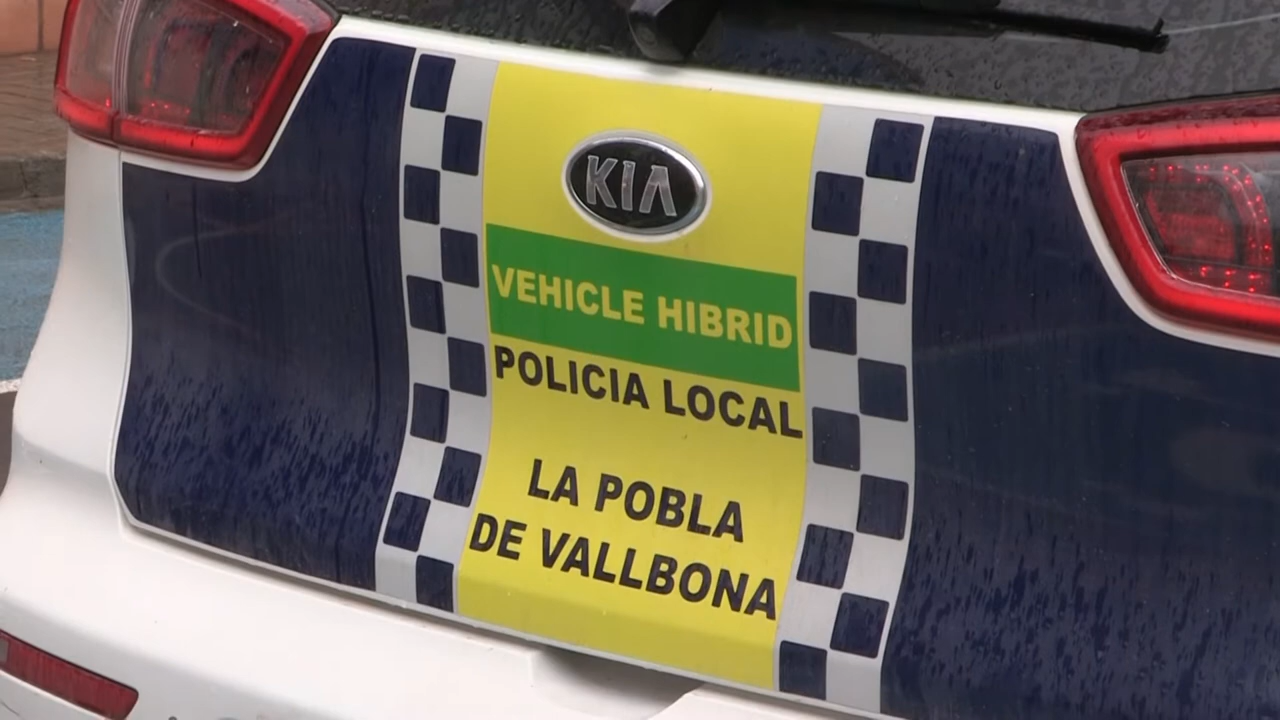 KIA
VEHICLE HIBRID
POLICIA LOCAL
LA POBLA
DE VALLBONA